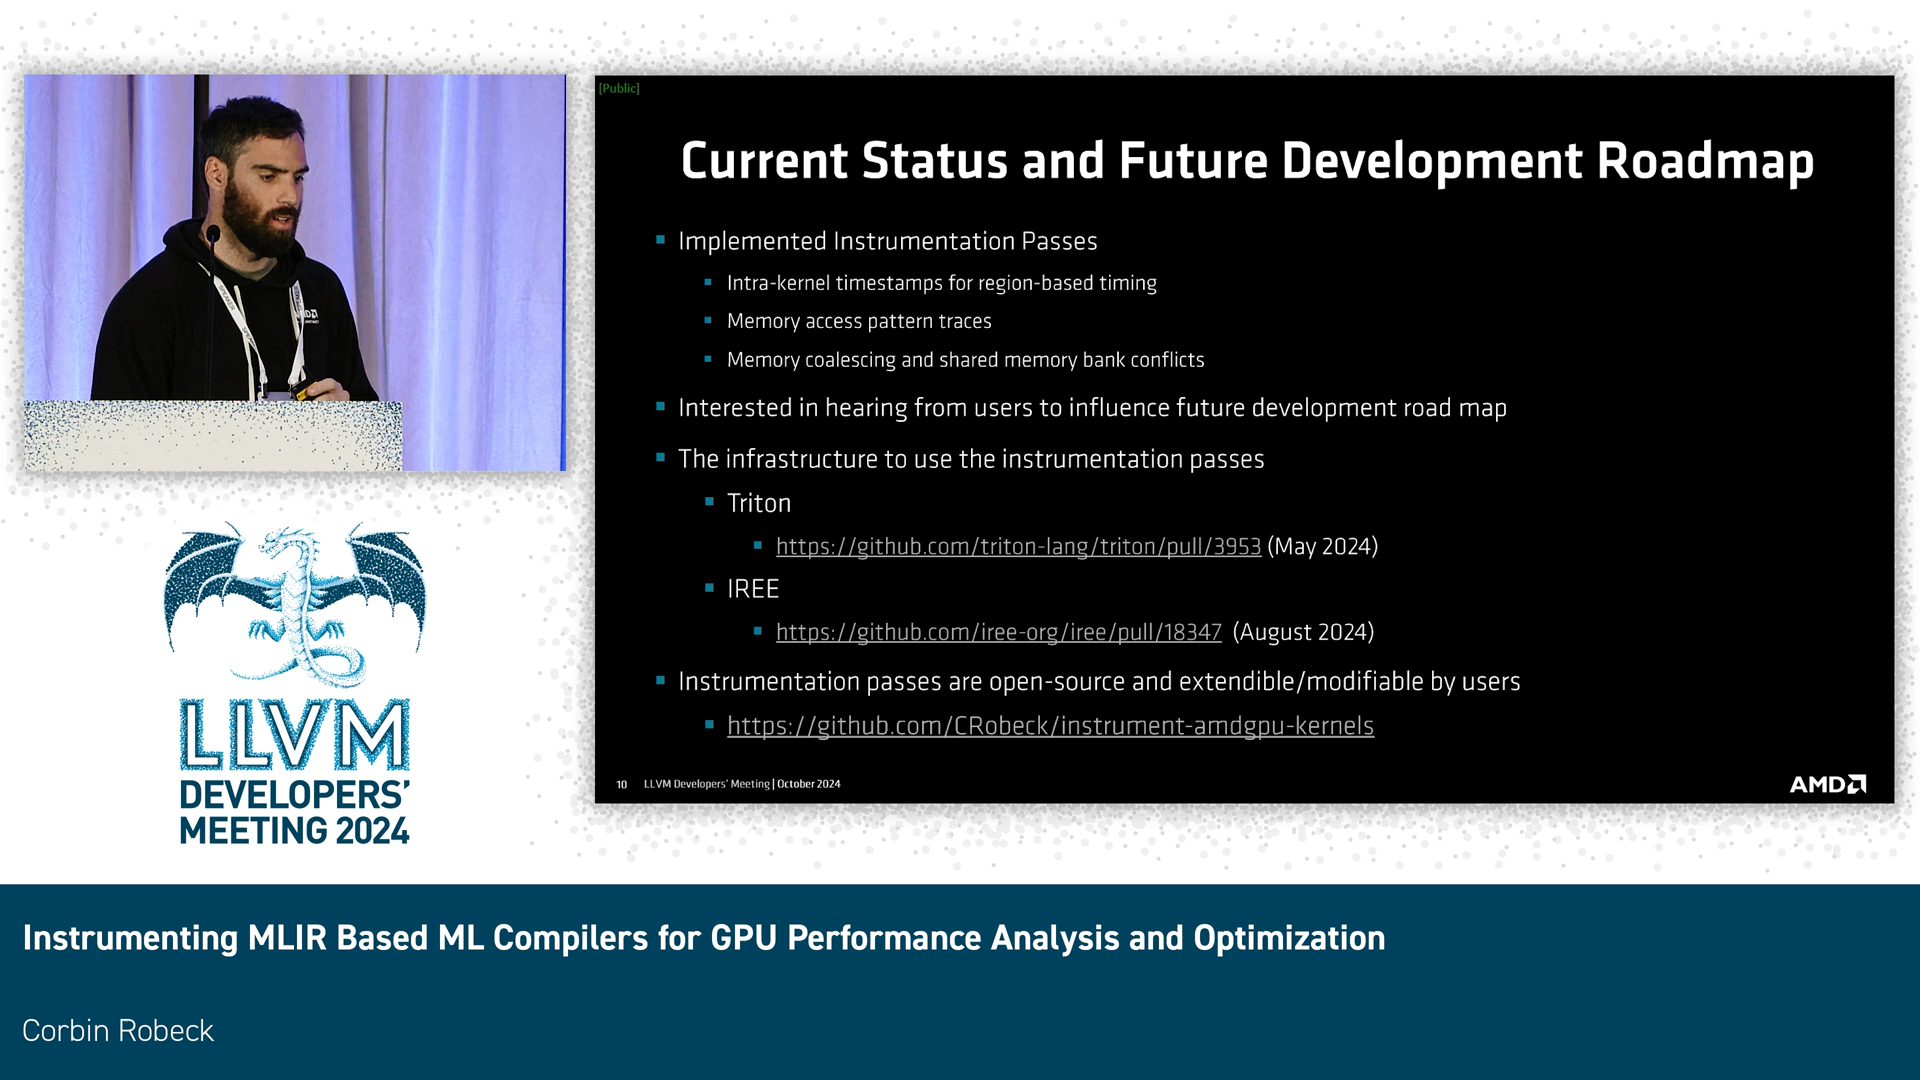 [Public]
Current Status and Future Development Roadmap
Implemented Instrumentation Passes
Intra-kernel timestamps for region-based timing
Memory access pattern traces
Memory coalescing and shared memory bank conflicts
Interested in hearing from users to influence future development road map
The infrastructure to use the instrumentation passes
Triton
https://github.com/triton-lang/triton/pull/3953 (May 2024)
IREE
https://github.com/iree-org/iree/pull/18347 (August 2024)
Instrumentation passes are open-source and extendible/modifiable by users
https://github.com/CRobeck/instrument-amdgpu-kernels
10 LLVM Developers' Meeting | October 2024
AMD
SPEAKER
AMD
LLVM
DEVELOPERS'
MEETING 2024
Instrumenting MLIR Based ML Compilers for GPU Performance Analysis and Optimization
Corbin Robeck